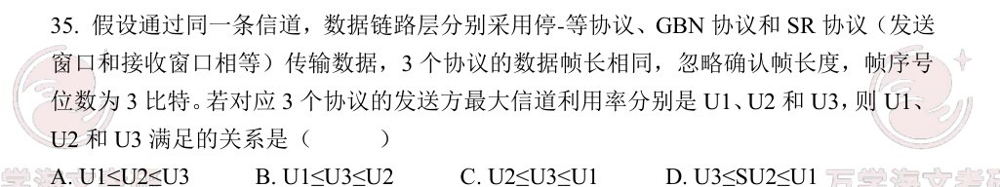 35. 假设通过同一条信道，数据链路层分别采用停-等协议、GBN 协议和 SR 协议（发送
窗口和接收窗口相等）传输数据，3 个协议的数据帧长相同，忽略确认帧长度，帧序号
位数为 3 比特。若对应 3 个协议的发送方最大信道利用率分别是 U1、U2 和 U3，则 U1、
U2 和 U3 满足的关系是（ ）
A. U1≤U2≤U3 B. U1≤U3≤U2 C. U2≤U3≤U1 D. U3≤SU2≤U1